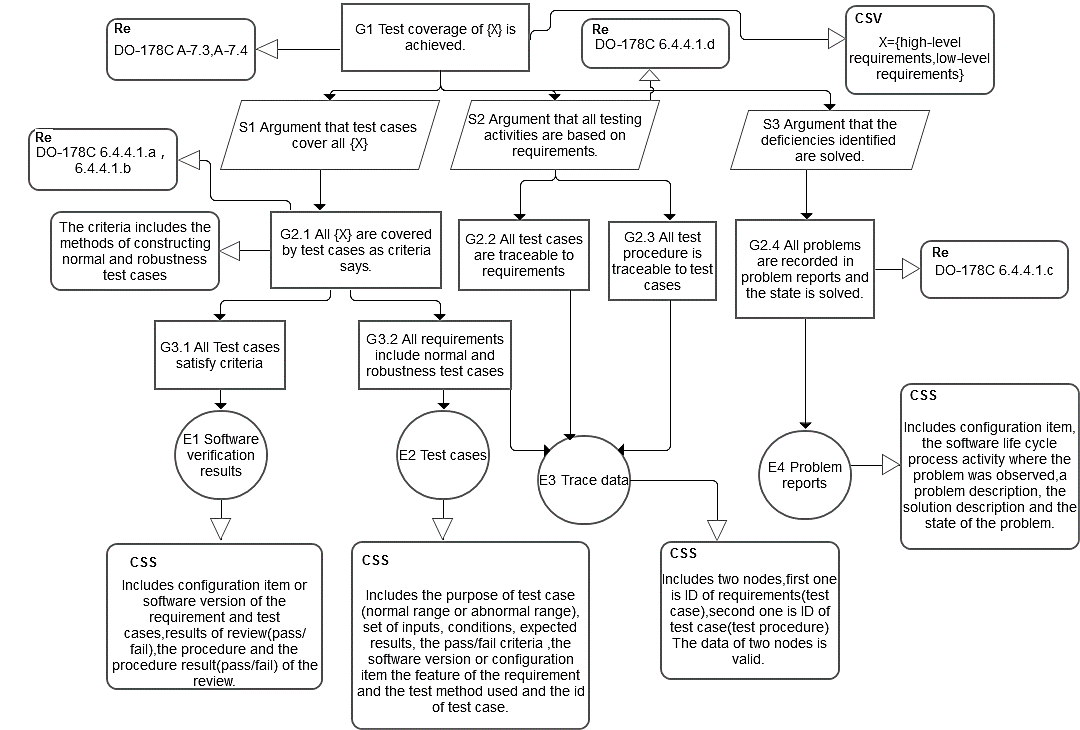 Re
DO-178C A-7.3,A-7.4
G1 Test coverage of {X} is
achieved.
Re
DO-178C 6.4.4.1.d
CSV
X={high-level
requirements,low-level
requirements}
S1 Argument that test cases
cover all {X}
S2 Argument that all testing
activities are based on
requirements.
S3 Argument that the
deficiencies identified
are solved.
Re
DO-178C 6.4.4.1.a ,
6.4.4.1.b
The criteria includes the
methods of constructing
normal and robustness
test cases
G2.1 All {X} are covered
by test cases as criteria
says.
G2.2 All test cases
are traceable to
requirements
G2.3 All test
procedure is
traceable to test
cases
G2.4 All problems
are recorded in
problem reports and
the state is solved.
Re
DO-178C 6.4.4.1.c
G3.1 All Test cases
satisfy criteria
G3.2 All requirements
include normal and
robustness test cases
E1 Software
verification
results
E2 Test cases
E3 Trace data
E4 Problem
reports
CSS
Includes configuration item,
the software life cycle
process activity where the
problem was observed,a
problem description, the
solution description and the
state of the problem.
CSS
Includes configuration item or
software version of the
requirement and test
cases,results of review(pass/
fail),the procedure and the
procedure result(pass/fail) of the
review.
CSS
Includes the purpose of test case
(normal range or abnormal range),
set of inputs, conditions, expected
results, the pass/fail criteria ,the
software version or configuration
item the feature of the requirement
and the test method used and the id
of test case.
CSS
Includes two nodes,first one
is ID of requirements(test
case),second one is ID of
test case(test procedure)
The data of two nodes is
valid.